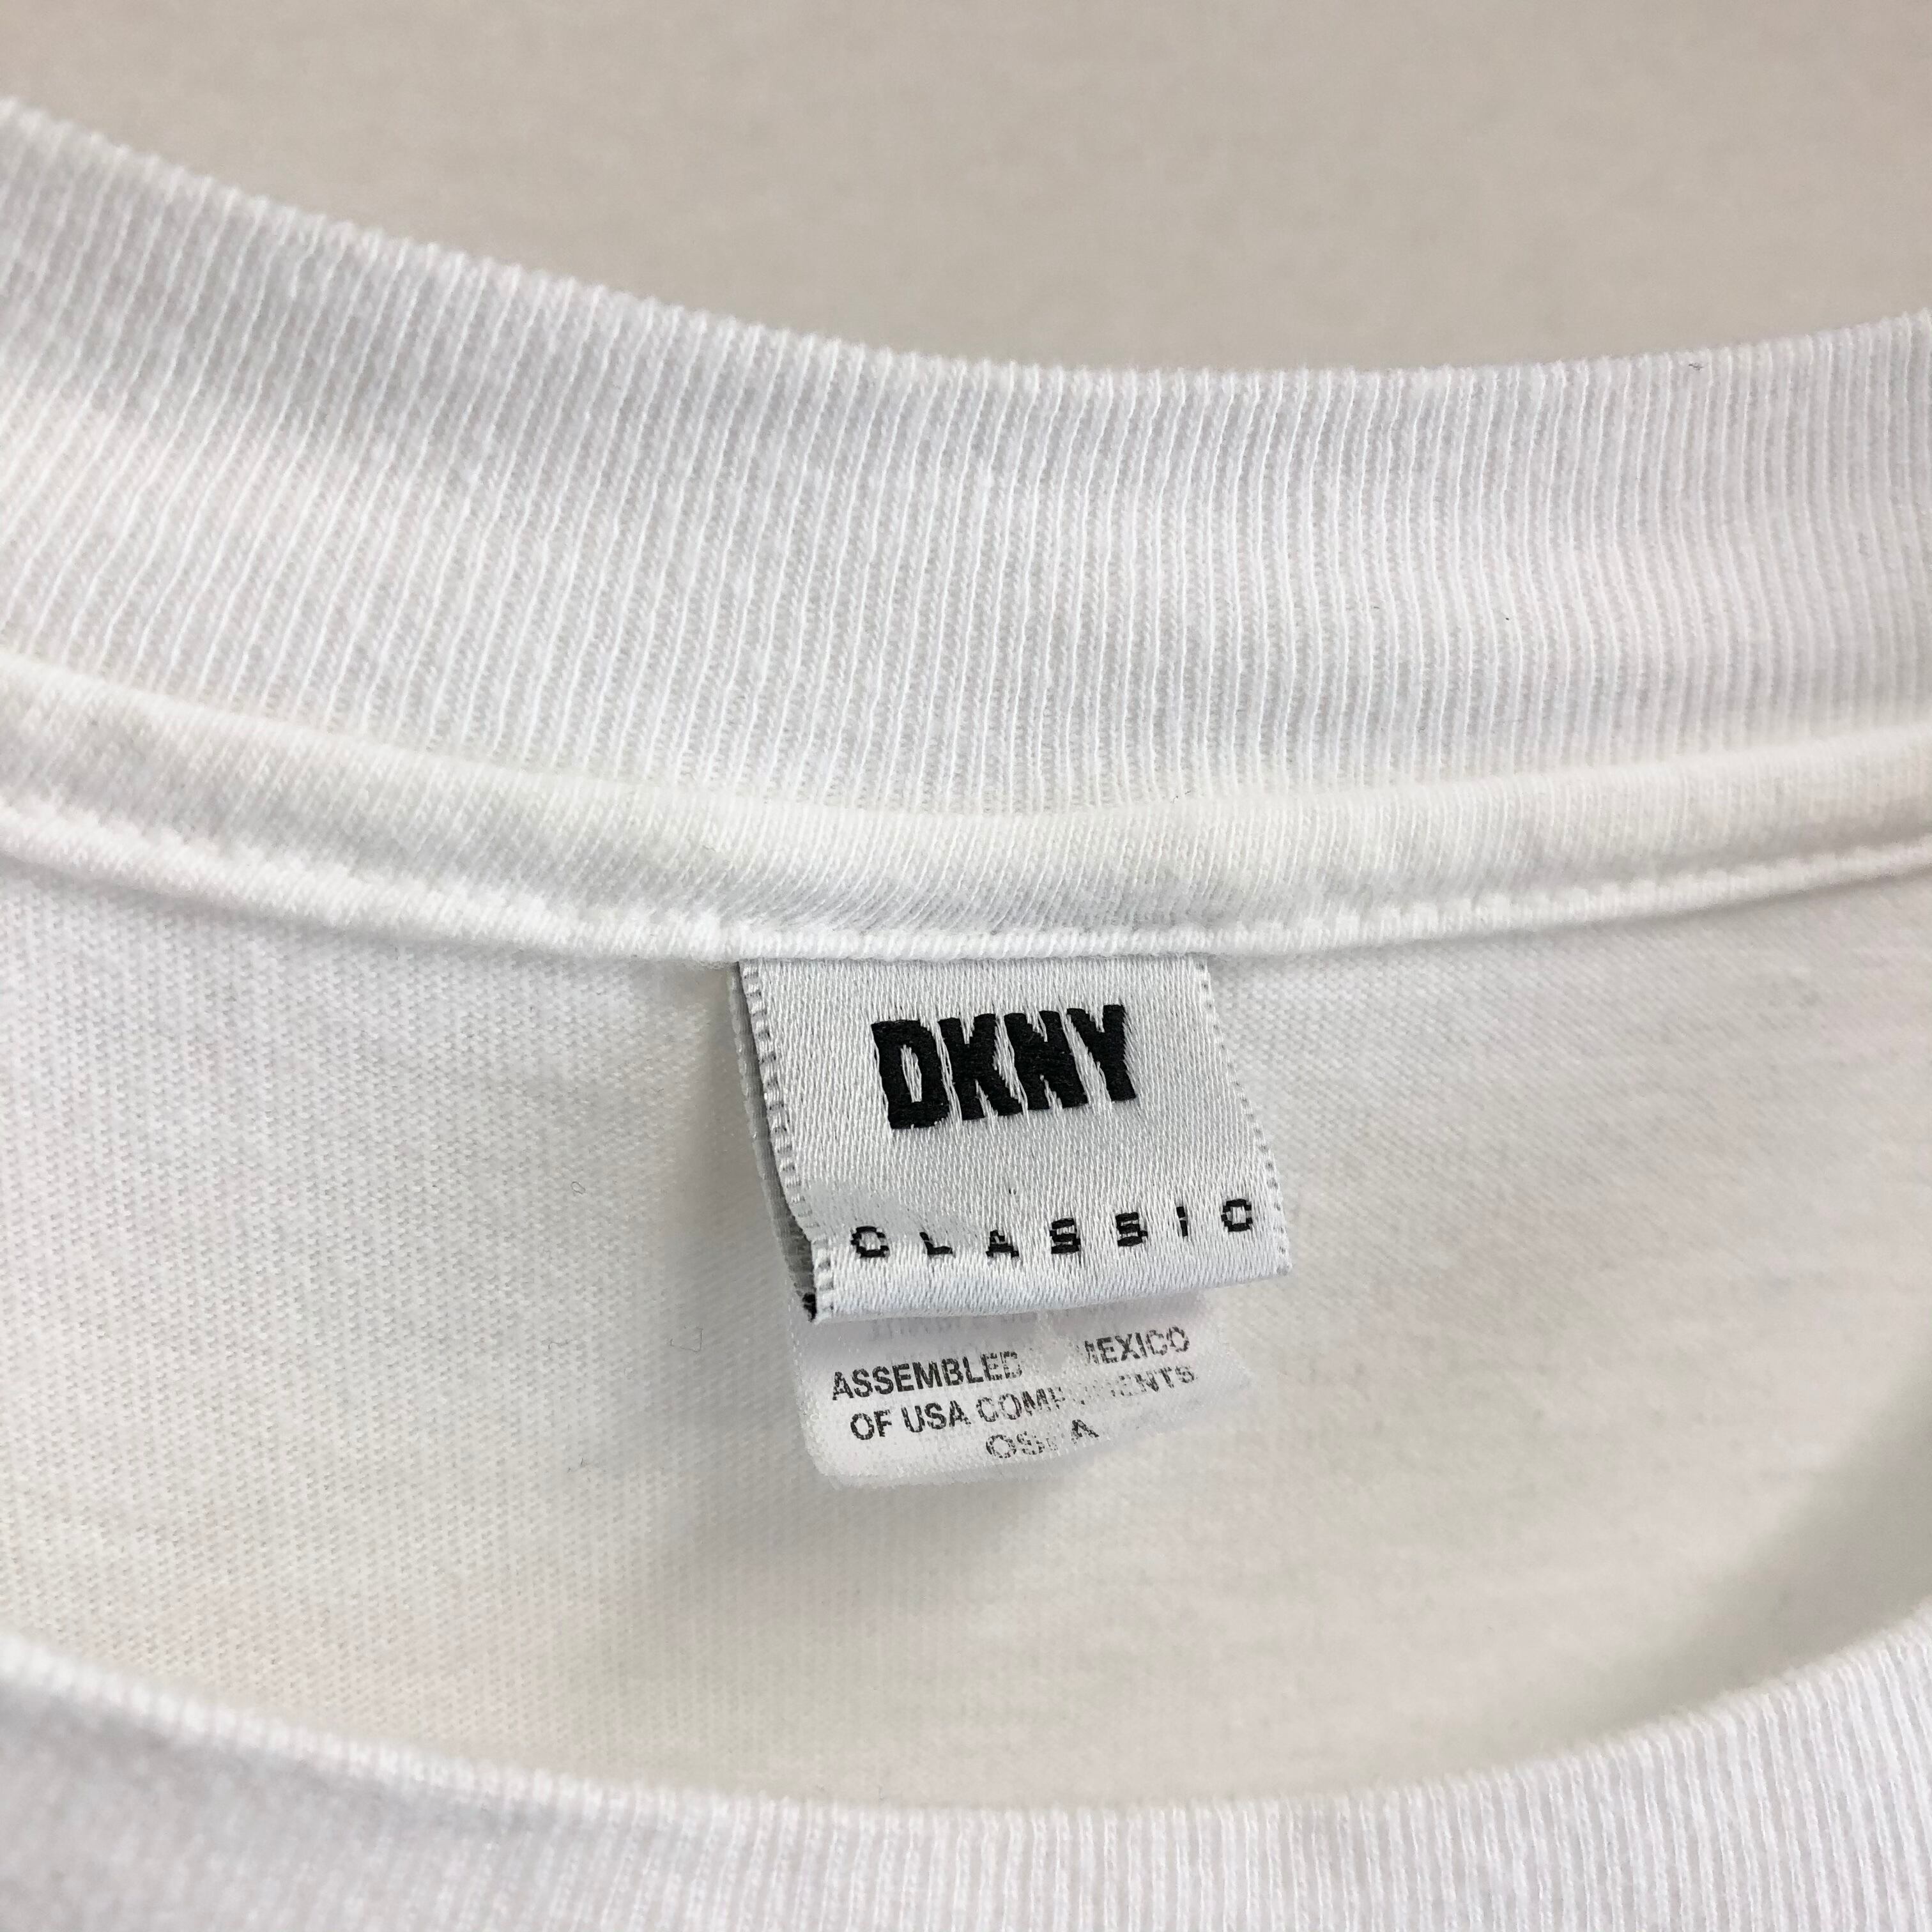 DKNY
CLASSIC
ASSEMBLED MEXICO
OF USA COMPONENTS